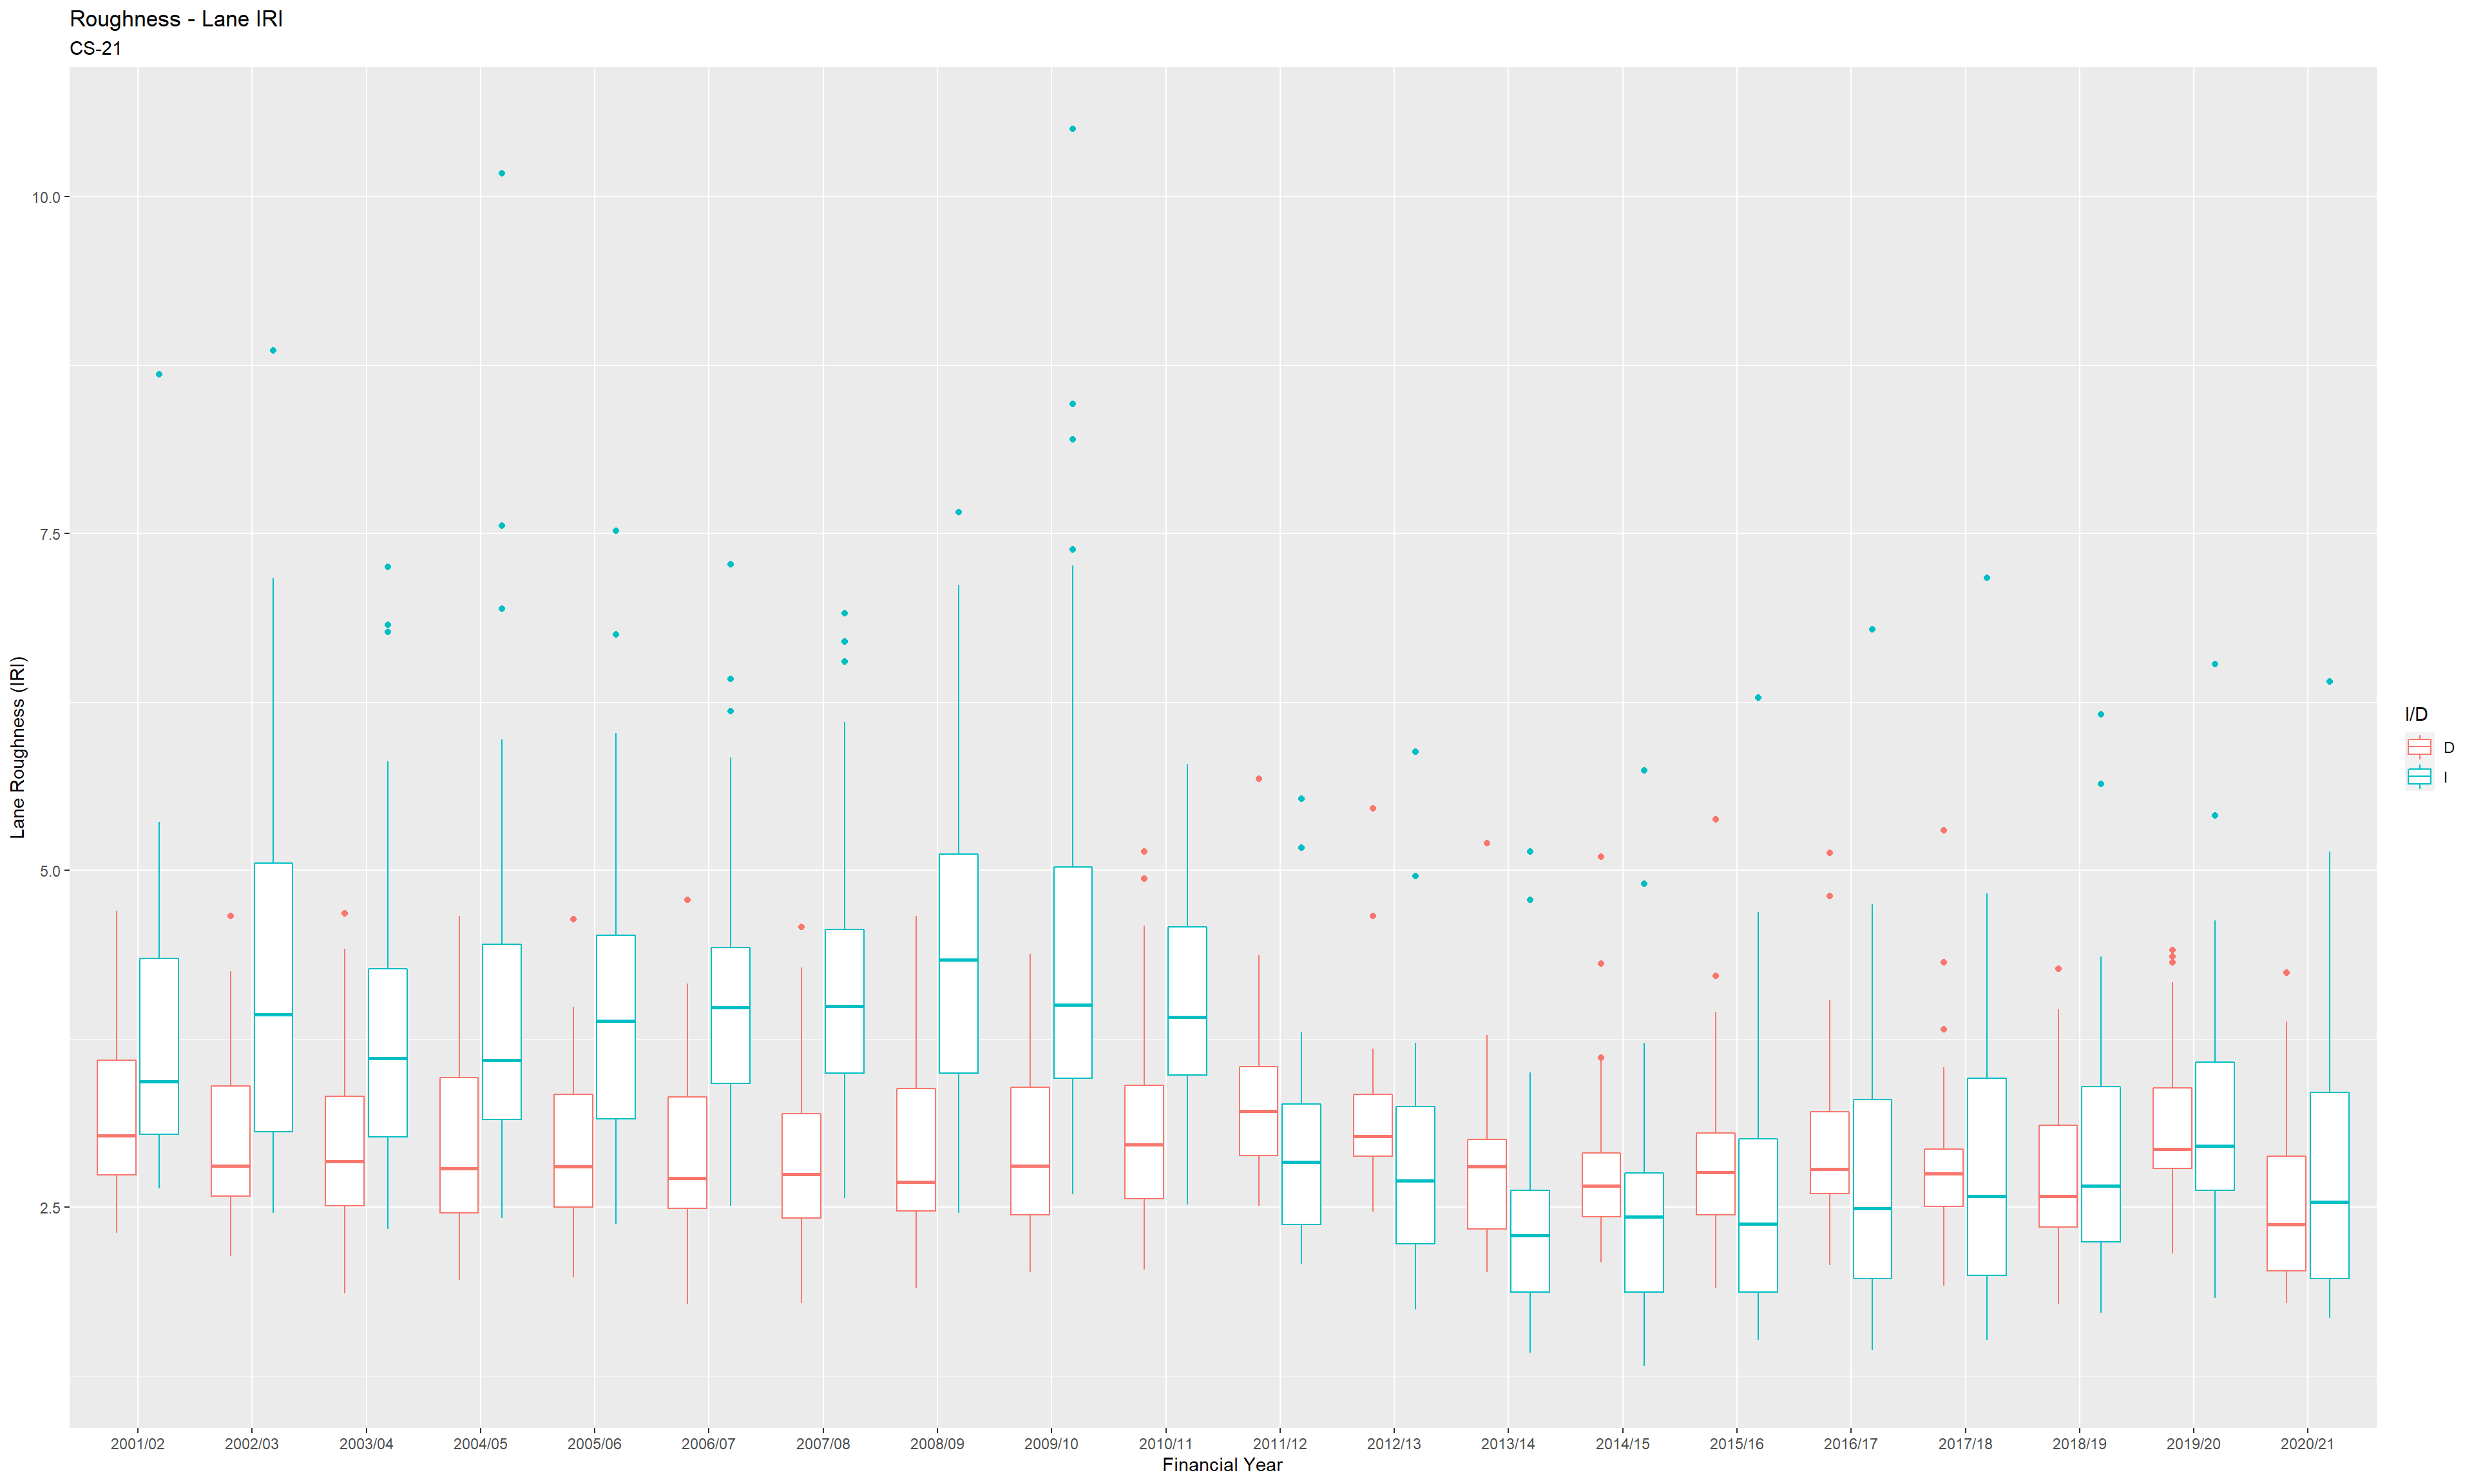 Roughness - Lane IRI
CS-21
Lane Roughness (IRI)
10.0
7.5
5.0
2.5
2001/02 2002/03 2003/04 2004/05 2005/06 2006/07 2007/08 2008/09 2009/10 2010/11 2011/12 2012/13 2013/14 2014/15 2015/16 2016/17 2017/18 2018/19 2019/20 2020/21
Financial Year
I/D
D
I